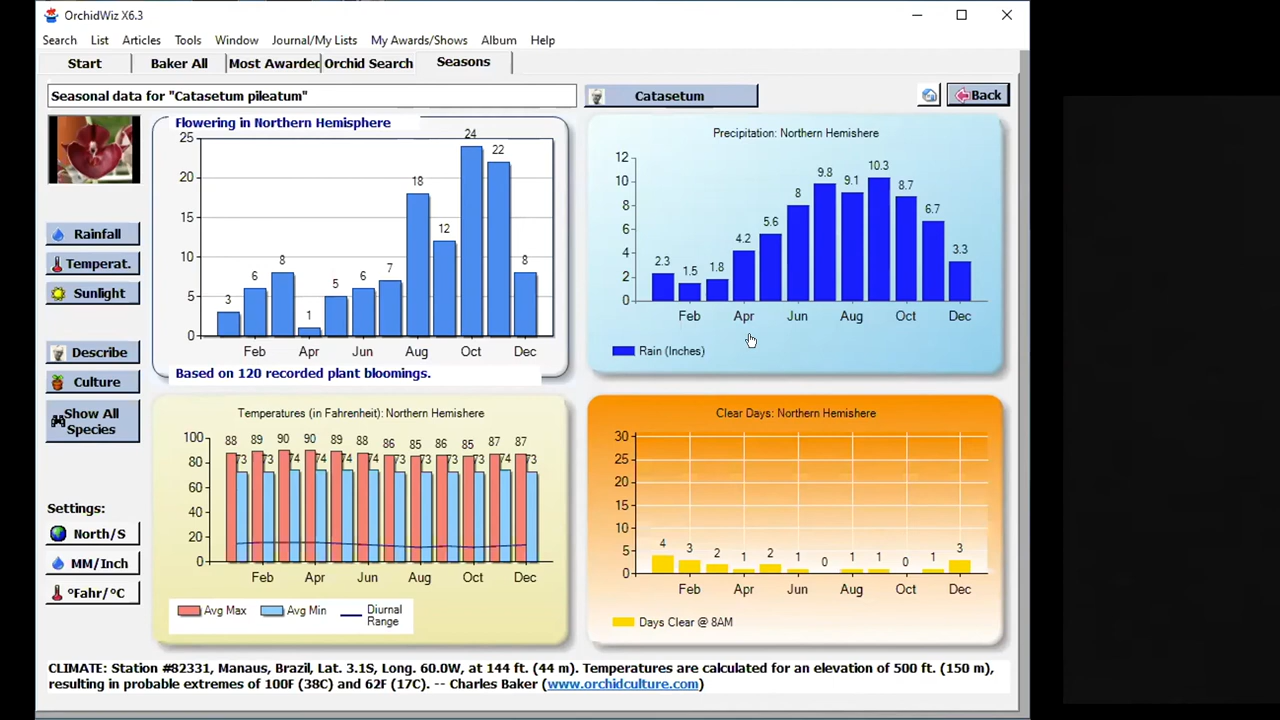 OrchidWiz X6.3
Search List Articles Tools Window Journal/My Lists My Awards/Shows Album Help
Start Baker All Most Awarded Orchid Search Seasons
Seasonal data for "Catasetum pileatum"
Catasetum
Back
Flowering in Northern Hemisphere
25
20
15
10
5
0
3 6 8 1 5 6 7 18 12 24 22 8
Feb Apr Jun Aug Oct Dec
Based on 120 recorded plant bloomings.
Precipitation: Northern Hemishere
12
10
8
6
4
2
0
2.3 1.5 1.8 4.2 5.6 8 9.8 9.1 10.3 8.7 6.7 3.3
Feb Apr Jun Aug Oct Dec
Rain (Inches)
Rainfall
Temperat.
Sunlight
Describe
Culture
Show All
Species
Settings:
North/S
MM/Inch
°Fahr/°C
Temperatures (in Fahrenheit): Northern Hemishere
100
80
60
40
20
0
88 89 90 90 89 88 86 85 86 85 87 87
73 73 74 74 74 74 73 73 73 73 74 73
Feb Apr Jun Aug Oct Dec
Avg Max Avg Min Diurnal
Range
Clear Days: Northern Hemishere
30
25
20
15
10
5
0
4 3 2 1 2 1 0 1 1 0 1 3
Feb Apr Jun Aug Oct Dec
Days Clear @ 8AM
CLIMATE: Station #82331, Manaus, Brazil, Lat. 3.1S, Long. 60.0W, at 144 ft. (44 m). Temperatures are calculated for an elevation of 500 ft. (150 m),
resulting in probable extremes of 100F (38C) and 62F (17C). -- Charles Baker (www.orchidculture.com)